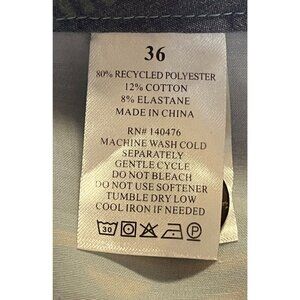 36
80% RECYCLED POLYESTER
12% COTTON
8% ELASTANE
MADE IN CHINA
RN# 140476
MACHINE WASH COLD
SEPARATELY
GENTLE CYCLE
DO NOT BLEACH
DO NOT USE SOFTENER
TUMBLE DRY LOW
COOL IRON IF NEEDED
30 P